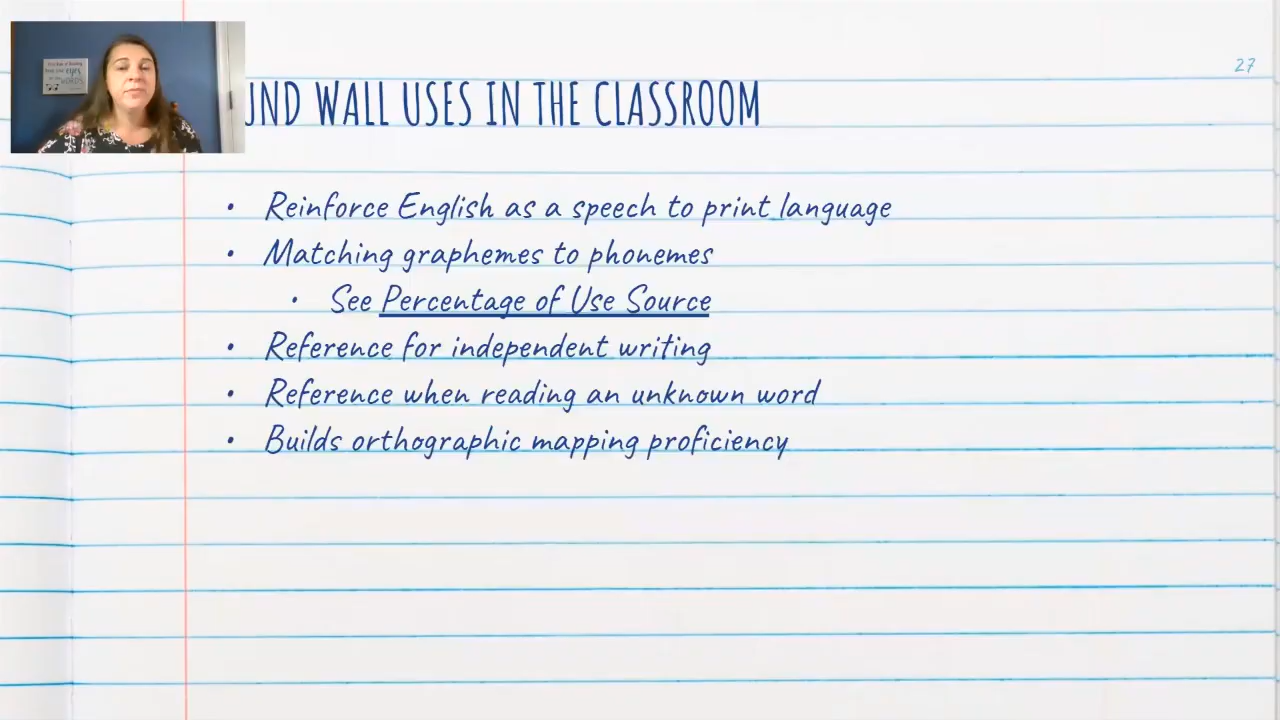 27
UND WALL USES IN THE CLASSROOM
• Reinforce English as a speech to print language
• Matching graphemes to phonemes
• See Percentage of Use Source
• Reference for independent writing
• Reference when reading an unknown word
• Builds orthographic mapping proficiency